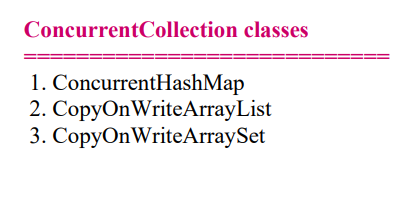 ConcurrentCollection classes
============================
1. ConcurrentHashMap
2. CopyOnWriteArrayList
3. CopyOnWriteArraySet